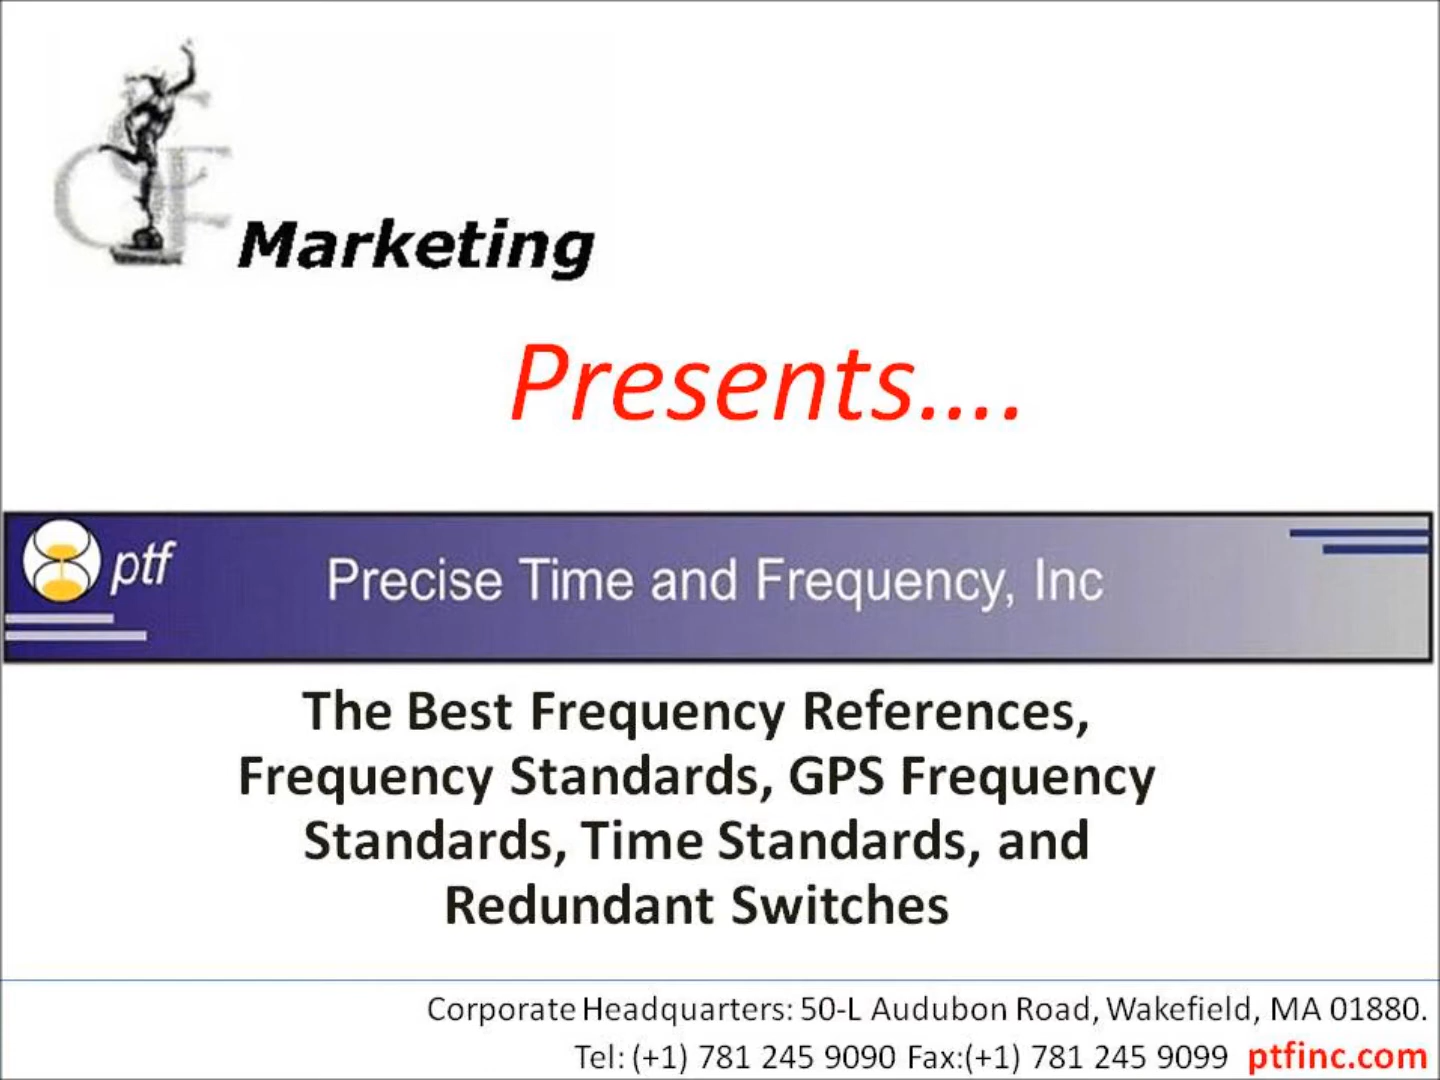 Marketing
Presents....
ptf
Precise Time and Frequency, Inc
The Best Frequency References,
Frequency Standards, GPS Frequency
Standards, Time Standards, and
Redundant Switches
Corporate Headquarters: 50-L Audubon Road, Wakefield, MA 01880.
Tel: (+1) 781 245 9090 Fax:(+1) 781 245 9099 ptfinc.com